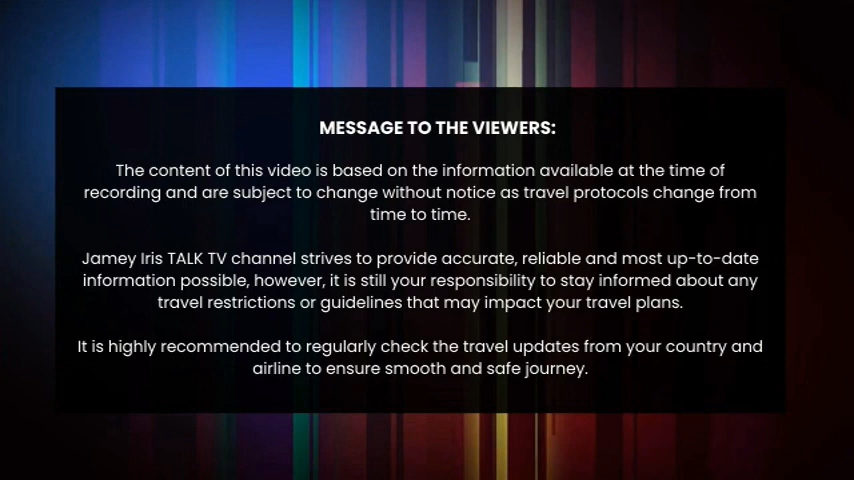 MESSAGE TO THE VIEWERS:
The content of this video is based on the information available at the time of
recording and are subject to change without notice as travel protocols change from
time to time.
Jamey Iris TALK TV channel strives to provide accurate, reliable and most up-to-date
information possible, however, it is still your responsibility to stay informed about any
travel restrictions or guidelines that may impact your travel plans.
It is highly recommended to regularly check the travel updates from your country and
airline to ensure smooth and safe journey.